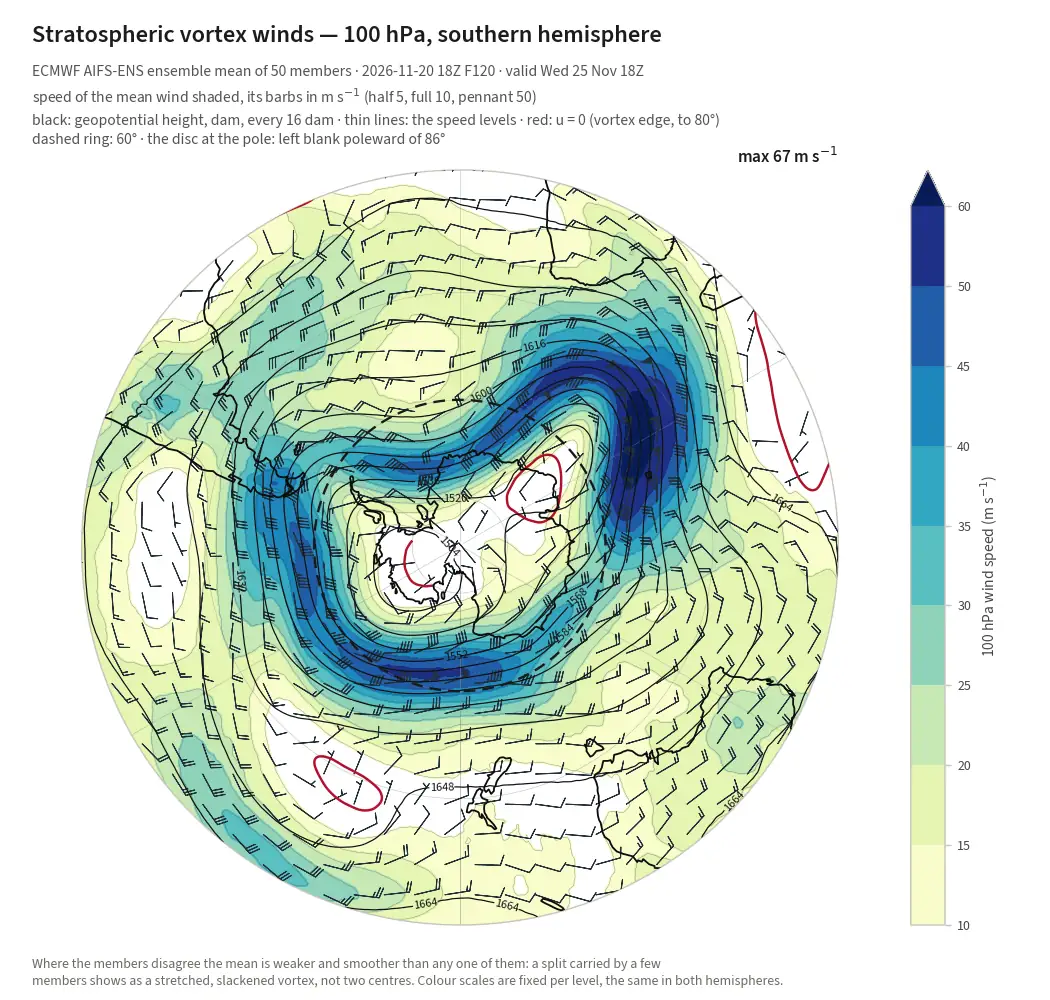 Stratospheric vortex winds — 100 hPa, southern hemisphere
ECMWF AIFS-ENS ensemble mean of 50 members · 2026-11-20 18Z F120 · valid Wed 25 Nov 18Z
speed of the mean wind shaded, its barbs in m s⁻¹ (half 5, full 10, pennant 50)
black: geopotential height, dam, every 16 dam · thin lines: the speed levels · red: u = 0 (vortex edge, to 80°)
dashed ring: 60° · the disc at the pole: left blank poleward of 86°
max 67 m s⁻¹
60
50
45
40
35
30
25
20
15
10
100 hPa wind speed (m s⁻¹)
1616
1600
1520
1504
1664
1568
1584
1552
1648
1664
1664
1664
Where the members disagree the mean is weaker and smoother than any one of them: a split carried by a few
members shows as a stretched, slackened vortex, not two centres. Colour scales are fixed per level, the same in both hemispheres.